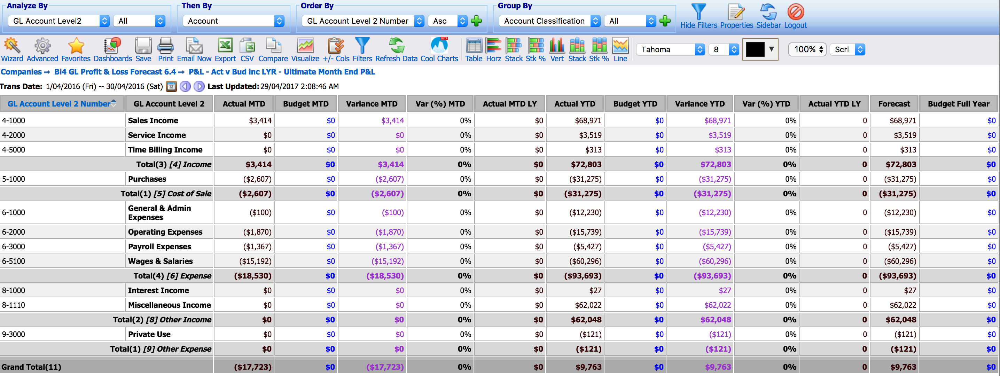 Analyze By Then By Order By Group By
GL Account Level2 All Account GL Account Level 2 Number Asc Account Classification All Hide Filters Properties Sidebar Logout
BETA
Wizard Advanced Favorites Dashboards Save Print Email Now Export CSV Compare Visualize +/- Cols Filters Refresh Data Cool Charts Table Horz Stack Stk % Vert Stack Stk % Line Tahoma 8 100% Scrl
Companies Bi4 GL Profit & Loss Forecast 6.4 P&L - Act v Bud inc LYR - Ultimate Month End P&L
Trans Date: 1/04/2016 (Fri) -- 30/04/2016 (Sat) 12 Last Updated: 29/04/2017 2:08:46 AM
GL Account Level 2 Number GL Account Level 2 Actual MTD Budget MTD Variance MTD Var (%) MTD Actual MTD LY Actual YTD Budget YTD Variance YTD Var (%) YTD Actual YTD LY Forecast Budget Full Year
4-1000 Sales Income $3,414 $0 $3,414 0% $0 $68,971 $0 $68,971 0% 0 $68,971 $0
4-2000 Service Income $0 $0 $0 0% $0 $3,519 $0 $3,519 0% 0 $3,519 $0
4-5000 Time Billing Income $0 $0 $0 0% $0 $313 $0 $313 0% 0 $313 $0
Total(3) [4] Income $3,414 $0 $3,414 0% $0 $72,803 $0 $72,803 0% 0 $72,803 $0
5-1000 Purchases ($2,607) $0 ($2,607) 0% $0 ($31,275) $0 ($31,275) 0% 0 ($31,275) $0
Total(1) [5] Cost of Sale ($2,607) $0 ($2,607) 0% $0 ($31,275) $0 ($31,275) 0% 0 ($31,275) $0
6-1000 General & Admin Expenses ($100) $0 ($100) 0% $0 ($12,230) $0 ($12,230) 0% 0 ($12,230) $0
6-2000 Operating Expenses ($1,870) $0 ($1,870) 0% $0 ($15,739) $0 ($15,739) 0% 0 ($15,739) $0
6-3000 Payroll Expenses ($1,367) $0 ($1,367) 0% $0 ($5,427) $0 ($5,427) 0% 0 ($5,427) $0
6-5100 Wages & Salaries ($15,192) $0 ($15,192) 0% $0 ($60,296) $0 ($60,296) 0% 0 ($60,296) $0
Total(4) [6] Expense ($18,530) $0 ($18,530) 0% $0 ($93,693) $0 ($93,693) 0% 0 ($93,693) $0
8-1000 Interest Income $0 $0 $0 0% $0 $27 $0 $27 0% 0 $27 $0
8-1110 Miscellaneous Income $0 $0 $0 0% $0 $62,022 $0 $62,022 0% 0 $62,022 $0
Total(2) [8] Other Income $0 $0 $0 0% $0 $62,048 $0 $62,048 0% 0 $62,048 $0
9-3000 Private Use $0 $0 $0 0% $0 ($121) $0 ($121) 0% 0 ($121) $0
Total(1) [9] Other Expense $0 $0 $0 0% $0 ($121) $0 ($121) 0% 0 ($121) $0
Grand Total(11) ($17,723) $0 ($17,723) 0% $0 $9,763 $0 $9,763 0% 0 $9,763 $0